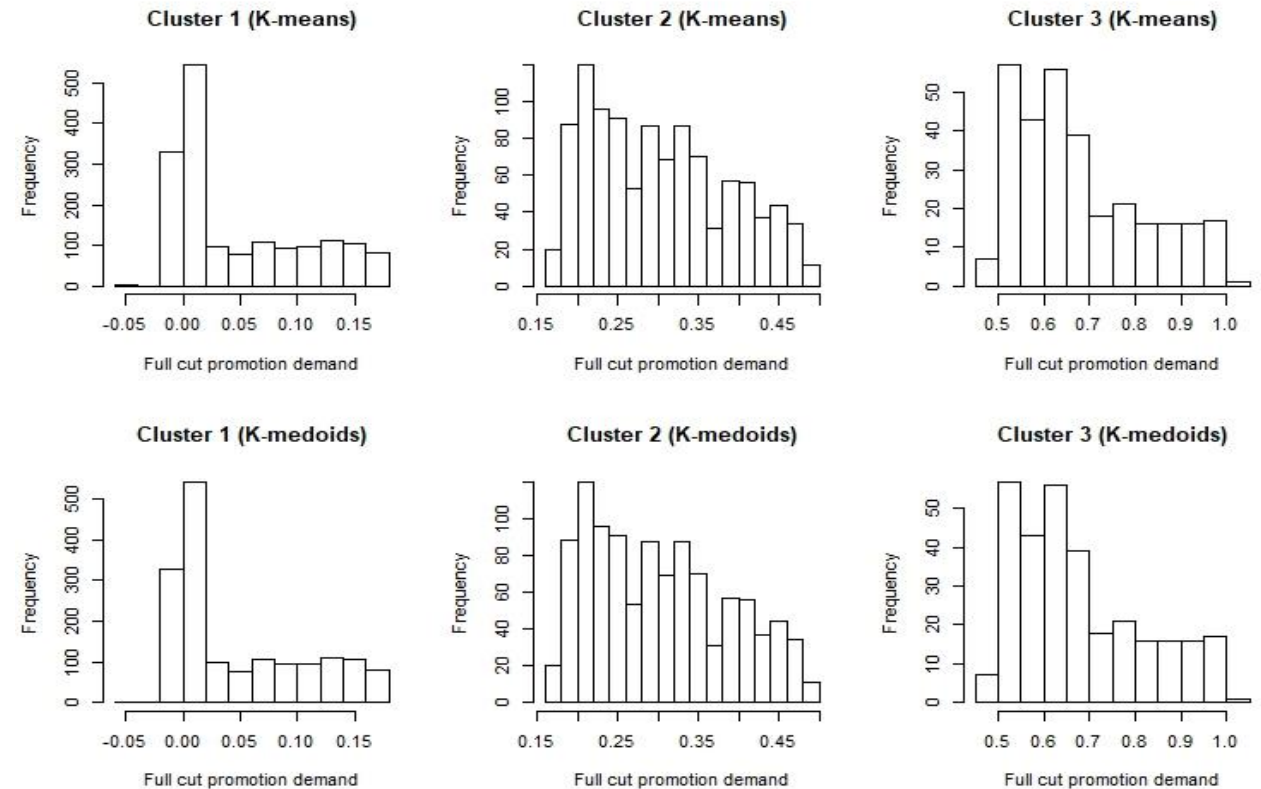 Cluster 1 (K-means)
Frequency
0
100
200
300
400
500
-0.05 0.00 0.05 0.10 0.15
Full cut promotion demand
Cluster 2 (K-means)
Frequency
0
20
40
60
80
100
0.15 0.25 0.35 0.45
Full cut promotion demand
Cluster 3 (K-means)
Frequency
0
10
20
30
40
50
0.5 0.6 0.7 0.8 0.9 1.0
Full cut promotion demand
Cluster 1 (K-medoids)
Frequency
0
100
200
300
400
500
-0.05 0.00 0.05 0.10 0.15
Full cut promotion demand
Cluster 2 (K-medoids)
Frequency
0
20
40
60
80
100
0.15 0.25 0.35 0.45
Full cut promotion demand
Cluster 3 (K-medoids)
Frequency
0
10
20
30
40
50
0.5 0.6 0.7 0.8 0.9 1.0
Full cut promotion demand